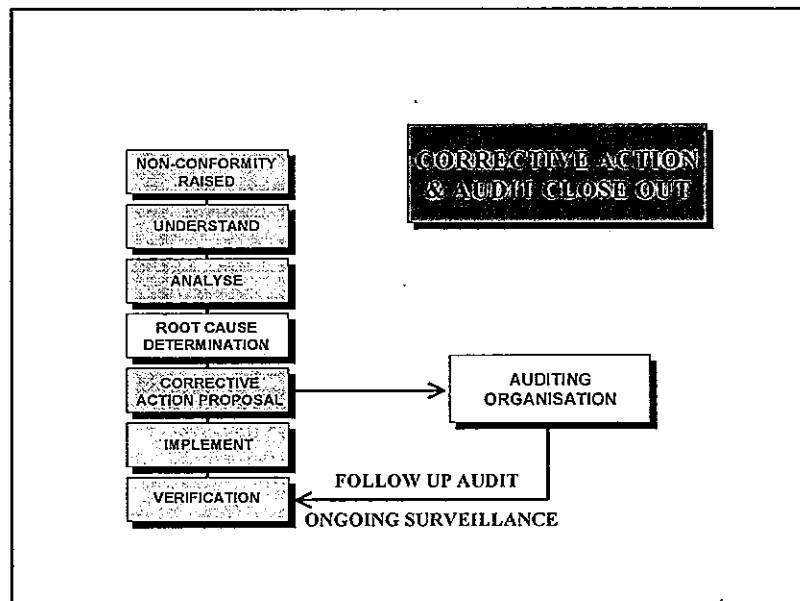 CORRECTIVE ACTION
& AUDIT CLOSE OUT
NON-CONFORMITY
RAISED
UNDERSTAND
ANALYSE
ROOT CAUSE
DETERMINATION
CORRECTIVE
ACTION PROPOSAL
IMPLEMENT
VERIFICATION
AUDITING
ORGANISATION
FOLLOW UP AUDIT
ONGOING SURVEILLANCE